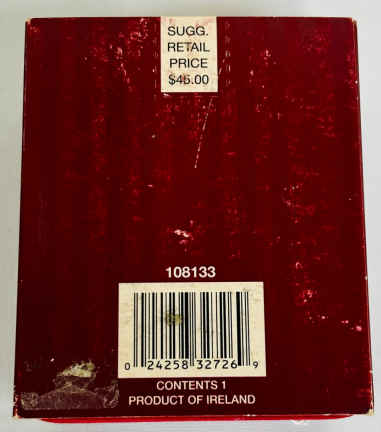 SUGG.
RETAIL
PRICE
$45.00
108133
0 24258 32726 9
CONTENTS 1
PRODUCT OF IRELAND